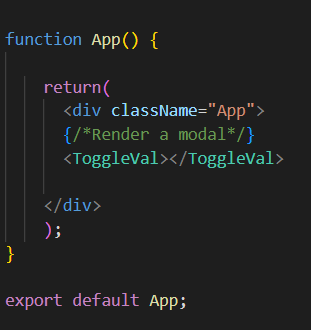 function App() {
return(
<div className="App">
{/*Render a modal*/}
<ToggleVal></ToggleVal>
</div>
);
}
export default App;